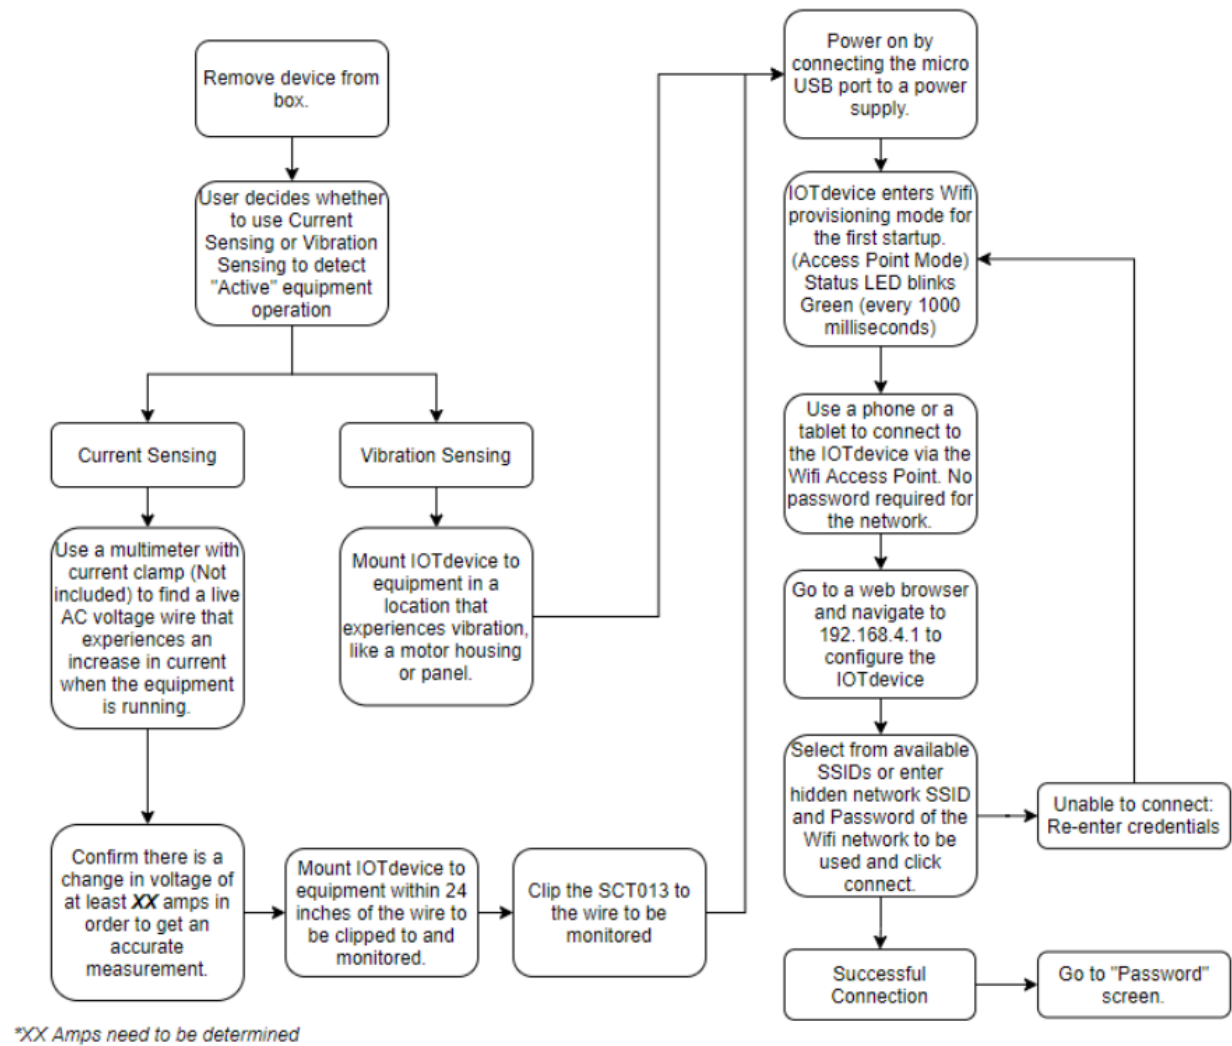 Remove device from
box.
User decides whether
to use Current
Sensing or Vibration
Sensing to detect
"Active" equipment
operation
Current Sensing
Vibration Sensing
Use a multimeter with
current clamp (Not
included) to find a live
AC voltage wire that
experiences an
increase in current
when the equipment
is running.
Mount IOTdevice to
equipment in a
location that
experiences vibration,
like a motor housing
or panel.
Confirm there is a
change in voltage of
at least XX amps in
order to get an
accurate
measurement.
Mount IOTdevice to
equipment within 24
inches of the wire to
be clipped to and
monitored.
Clip the SCT013 to
the wire to be
monitored
Power on by
connecting the micro
USB port to a power
supply.
IOTdevice enters Wifi
provisioning mode for
the first startup.
(Access Point Mode)
Status LED blinks
Green (every 1000
milliseconds)
Use a phone or a
tablet to connect to
the IOTdevice via the
Wifi Access Point. No
password required for
the network.
Go to a web browser
and navigate to
192.168.4.1 to
configure the
IOTdevice
Select from available
SSIDs or enter
hidden network SSID
and Password of the
Wifi network to be
used and click
connect.
Unable to connect:
Re-enter credentials
Successful
Connection
Go to "Password"
screen.
*XX Amps need to be determined